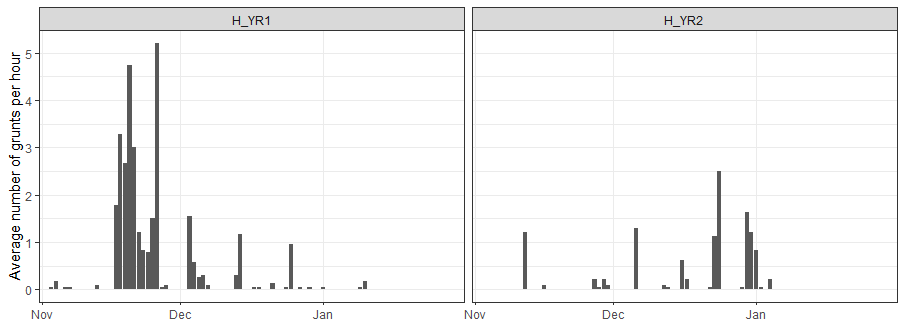 H_YR1
H_YR2
Average number of grunts per hour
5
4
3
2
1
0
Nov
Dec
Jan
Nov
Dec
Jan